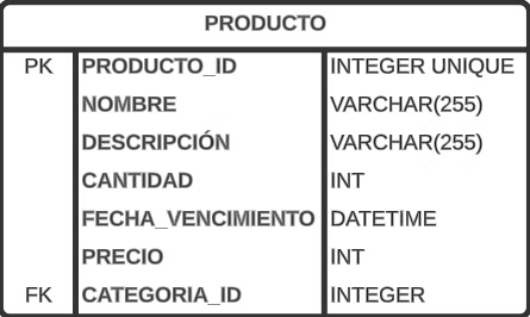 PRODUCTO
PK PRODUCTO_ID INTEGER UNIQUE
NOMBRE VARCHAR(255)
DESCRIPCIÓN VARCHAR(255)
CANTIDAD INT
FECHA_VENCIMIENTO DATETIME
PRECIO INT
FK CATEGORIA_ID INTEGER